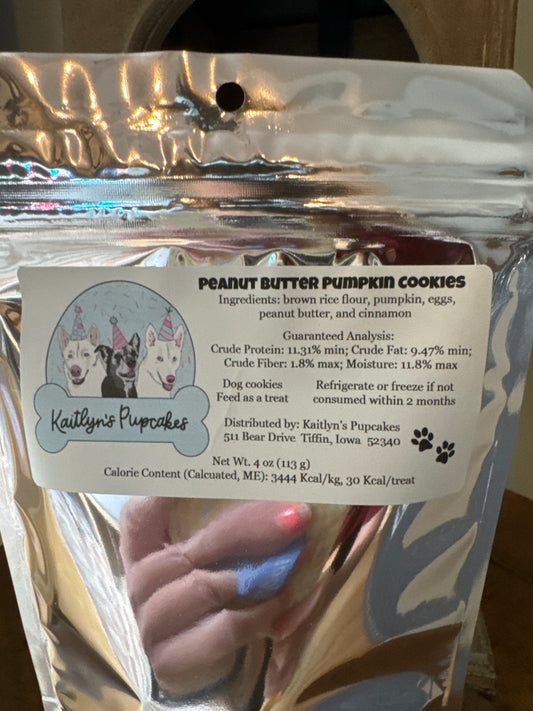 PEANUT BUTTER PUMPKIN COOKIES
Ingredients: brown rice flour, pumpkin, eggs,
peanut butter, and cinnamon
Guaranteed Analysis:
Crude Protein: 11.31% min; Crude Fat: 9.47% min;
Crude Fiber: 1.8% max; Moisture: 11.8% max
Dog cookies
Feed as a treat
Refrigerate or freeze if not
consumed within 2 months
Kaitlyn's Pupcakes
Distributed by: Kaitlyn's Pupcakes
511 Bear Drive Tiffin, Iowa 52340
Net Wt. 4 oz (113 g)
Calorie Content (Calcuated, ME): 3444 Kcal/kg, 30 Kcal/treat